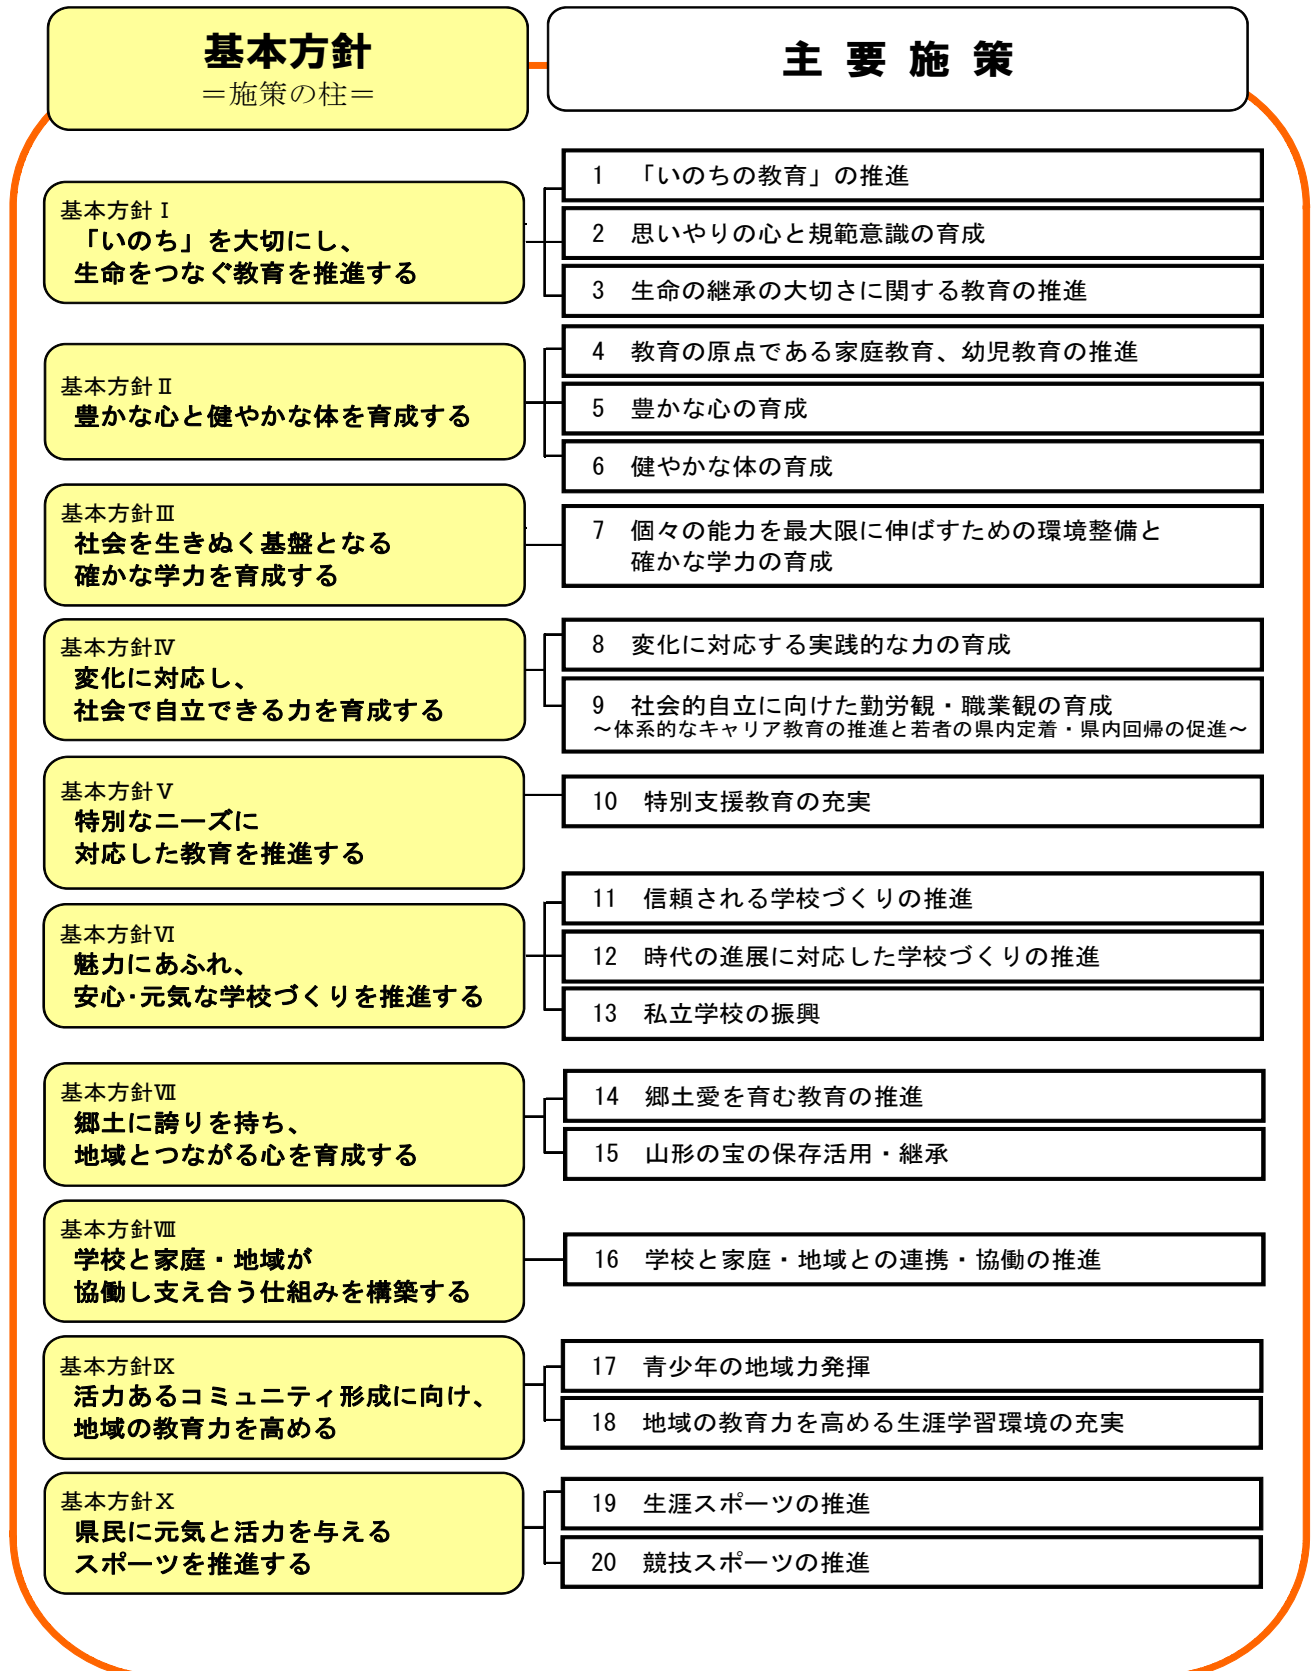 基本方針
＝施策の柱＝
主要施策
基本方針Ⅰ
「いのち」を大切にし、
生命をつなぐ教育を推進する
1 「いのちの教育」の推進
2 思いやりの心と規範意識の育成
3 生命の継承の大切さに関する教育の推進
基本方針Ⅱ
豊かな心と健やかな体を育成する
4 教育の原点である家庭教育、幼児教育の推進
5 豊かな心の育成
6 健やかな体の育成
基本方針Ⅲ
社会を生きぬく基盤となる
確かな学力を育成する
7 個々の能力を最大限に伸ばすための環境整備と
確かな学力の育成
基本方針Ⅳ
変化に対応し、
社会で自立できる力を育成する
8 変化に対応する実践的な力の育成
9 社会的自立に向けた勤労観・職業観の育成
～体系的なキャリア教育の推進と若者の県内定着・県内回帰の促進～
基本方針Ⅴ
特別なニーズに
対応した教育を推進する
10 特別支援教育の充実
基本方針Ⅵ
魅力にあふれ、
安心･元気な学校づくりを推進する
11 信頼される学校づくりの推進
12 時代の進展に対応した学校づくりの推進
13 私立学校の振興
基本方針Ⅶ
郷土に誇りを持ち、
地域とつながる心を育成する
14 郷土愛を育む教育の推進
15 山形の宝の保存活用・継承
基本方針Ⅷ
学校と家庭・地域が
協働し支え合う仕組みを構築する
16 学校と家庭・地域との連携・協働の推進
基本方針Ⅸ
活力あるコミュニティ形成に向け、
地域の教育力を高める
17 青少年の地域力発揮
18 地域の教育力を高める生涯学習環境の充実
基本方針Ⅹ
県民に元気と活力を与える
スポーツを推進する
19 生涯スポーツの推進
20 競技スポーツの推進